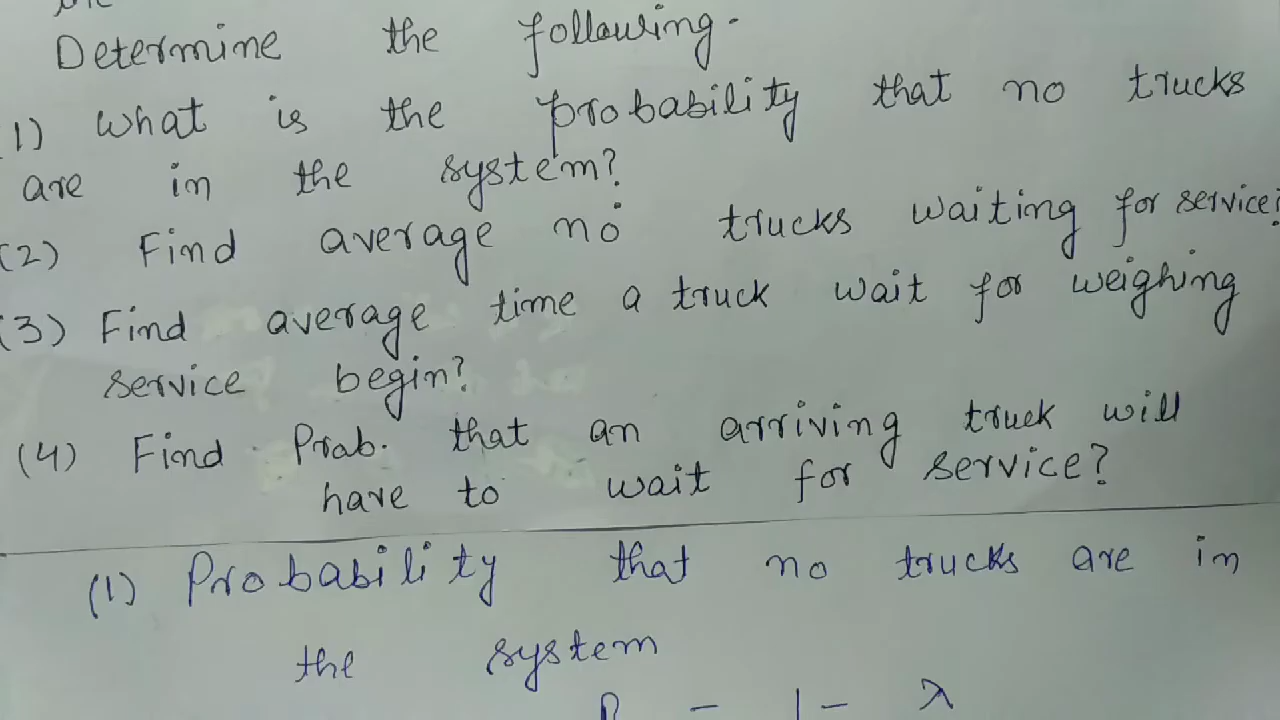 Determine the following.
(1) What is the probability that no trucks
are in the system?
(2) Find average no trucks waiting for service?
(3) Find average time a truck wait for weighing
service begin?
(4) Find Prob. that an arriving truck will
have to wait for service?
(1) Probability that no trucks are in
the system
P = 1 - λ